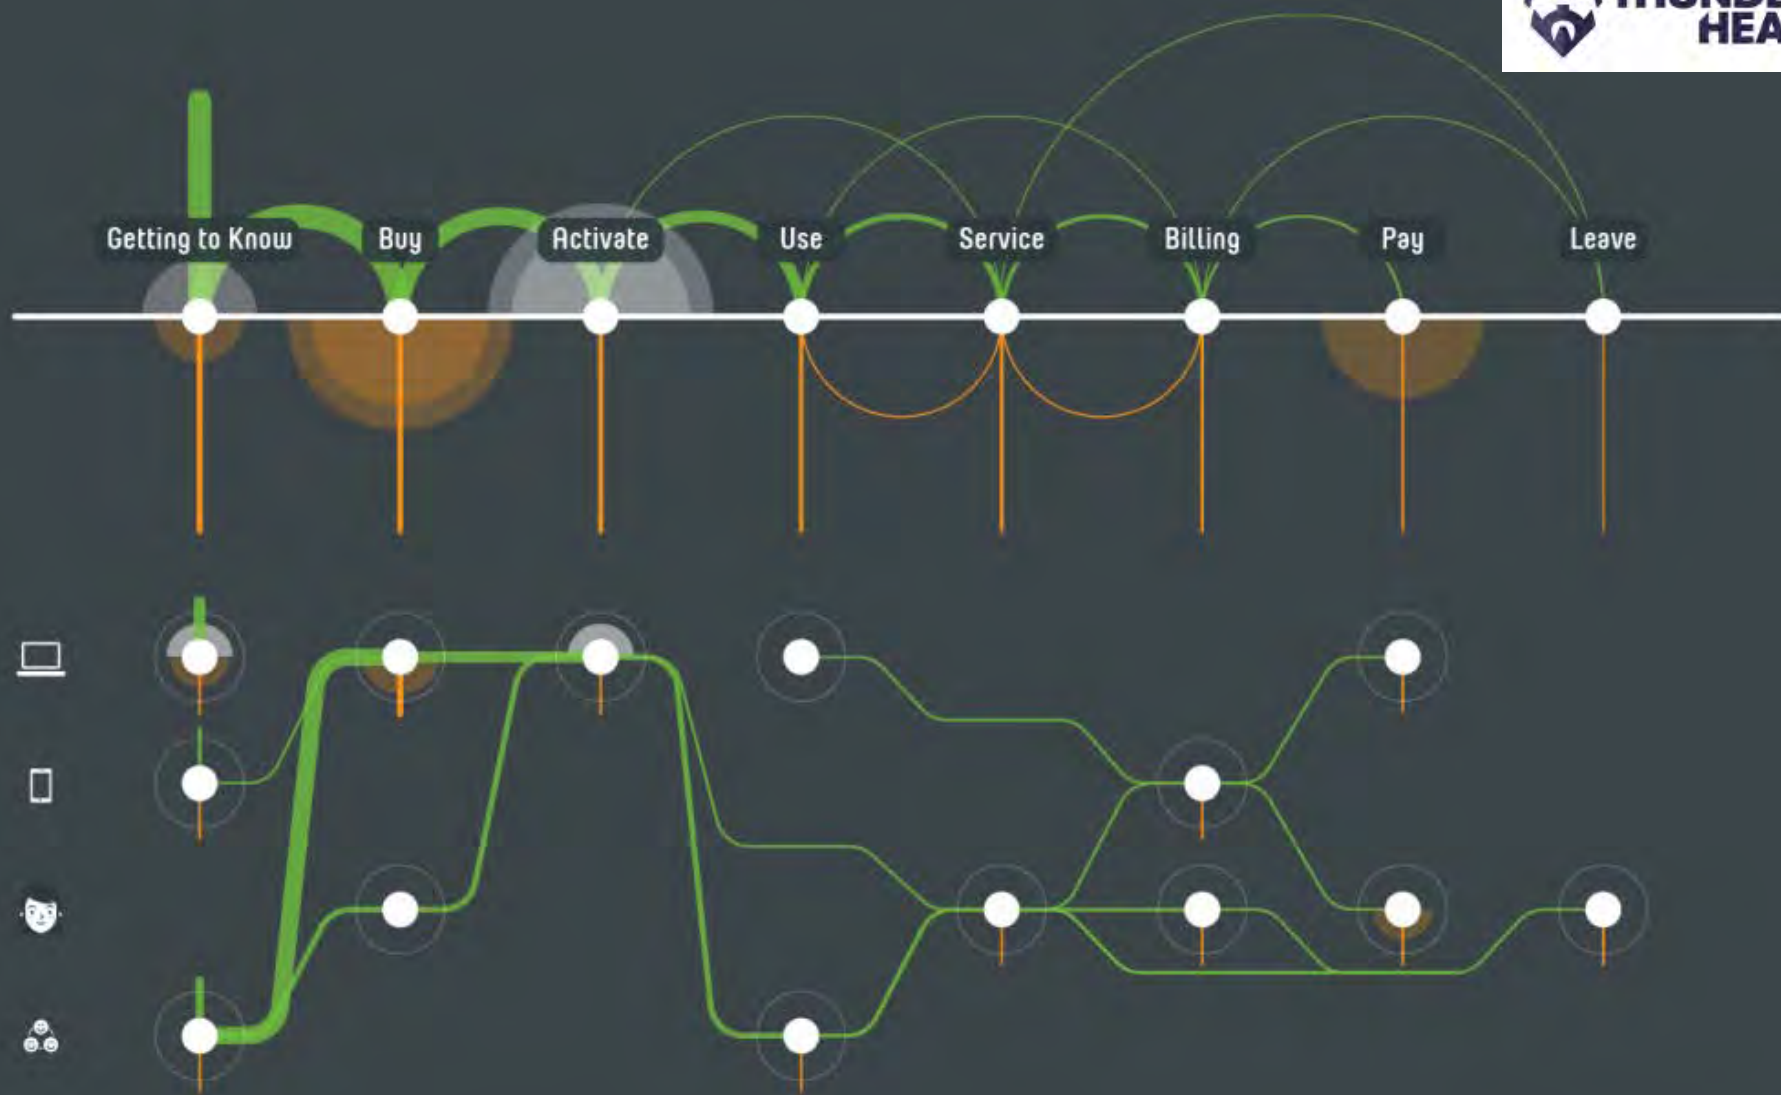 HEA
Getting to Know
Buy
Activate
Use
Service
Billing
Pay
Leave